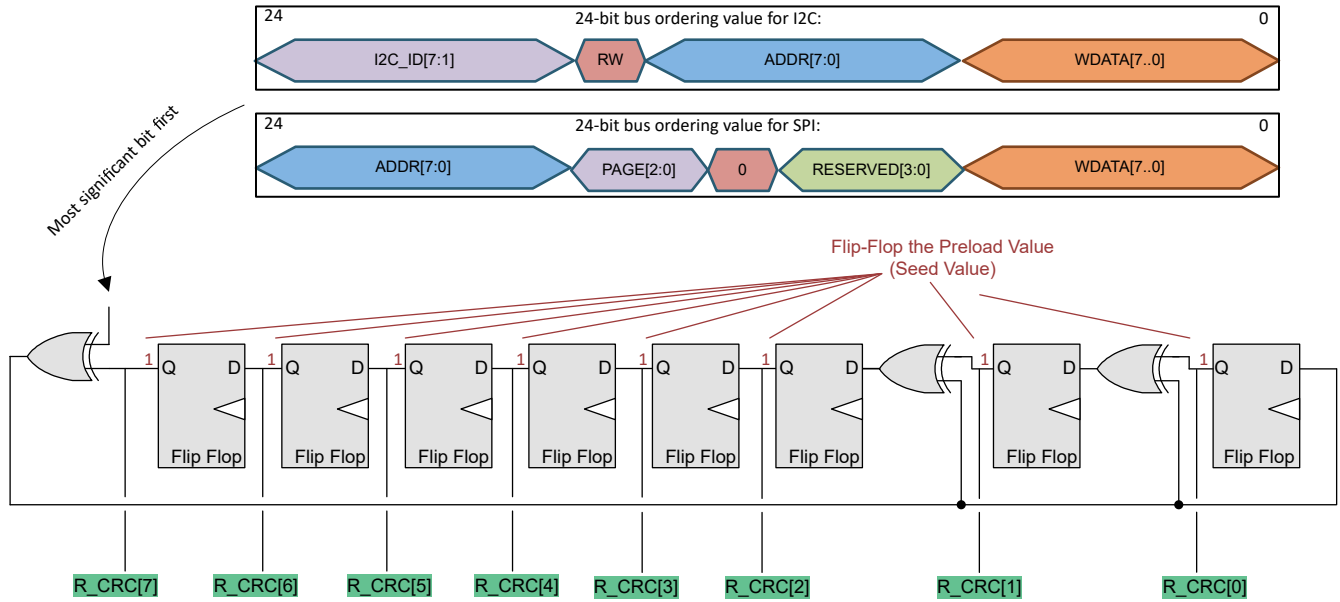 24 24-bit bus ordering value for I2C: 0
I2C_ID[7:1] RW ADDR[7:0] WDATA[7..0]
24 24-bit bus ordering value for SPI: 0
ADDR[7:0] PAGE[2:0] 0 RESERVED[3:0] WDATA[7..0]
Most significant bit first
Flip-Flop the Preload Value
(Seed Value)
1 1 1 1 1 1 1 1
Q D Q D Q D Q D Q D Q D Q D Q D
Flip Flop Flip Flop Flip Flop Flip Flop Flip Flop Flip Flop Flip Flop Flip Flop
R_CRC[7] R_CRC[6] R_CRC[5] R_CRC[4] R_CRC[3] R_CRC[2] R_CRC[1] R_CRC[0]